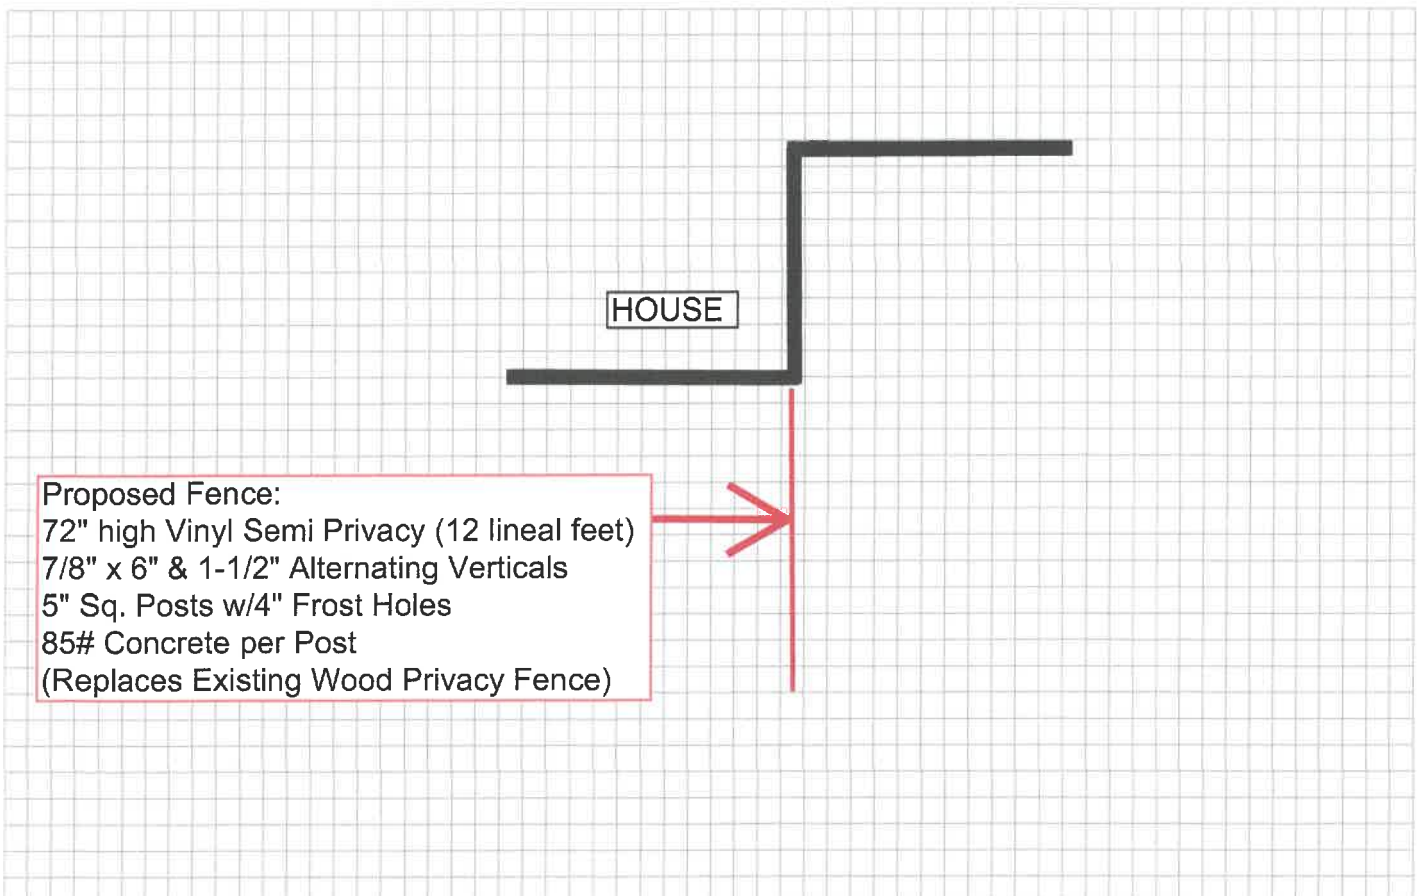 HOUSE
Proposed Fence:
72" high Vinyl Semi Privacy (12 lineal feet)
7/8" x 6" & 1-1/2" Alternating Verticals
5" Sq. Posts w/4" Frost Holes
85# Concrete per Post
(Replaces Existing Wood Privacy Fence)